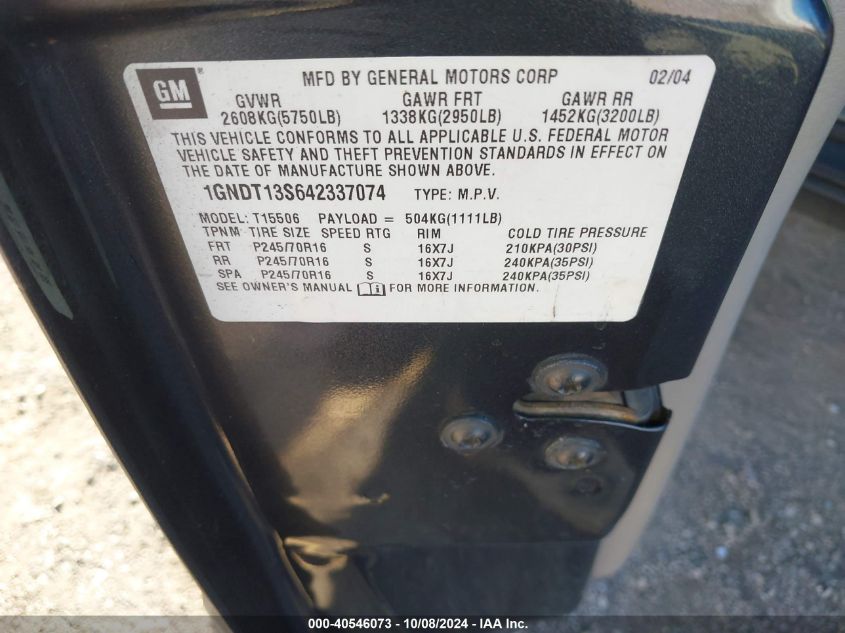 GM ®
MFD BY GENERAL MOTORS CORP 02/04
GVWR GAWR FRT GAWR RR
2608KG(5750LB) 1338KG(2950LB) 1452KG(3200LB)
THIS VEHICLE CONFORMS TO ALL APPLICABLE U.S. FEDERAL MOTOR
VEHICLE SAFETY AND THEFT PREVENTION STANDARDS IN EFFECT ON
THE DATE OF MANUFACTURE SHOWN ABOVE.
1GNDT13S642337074 TYPE: M.P.V.
MODEL: T15506 PAYLOAD = 504KG(1111LB)
TPNM TIRE SIZE SPEED RTG RIM COLD TIRE PRESSURE
FRT P245/70R16 S 16X7J 210KPA(30PSI)
RR P245/70R16 S 16X7J 240KPA(35PSI)
SPA P245/70R16 S 16X7J 240KPA(35PSI)
SEE OWNER'S MANUAL FOR MORE INFORMATION.
000-40546073 - 10/08/2024 - IAA Inc.